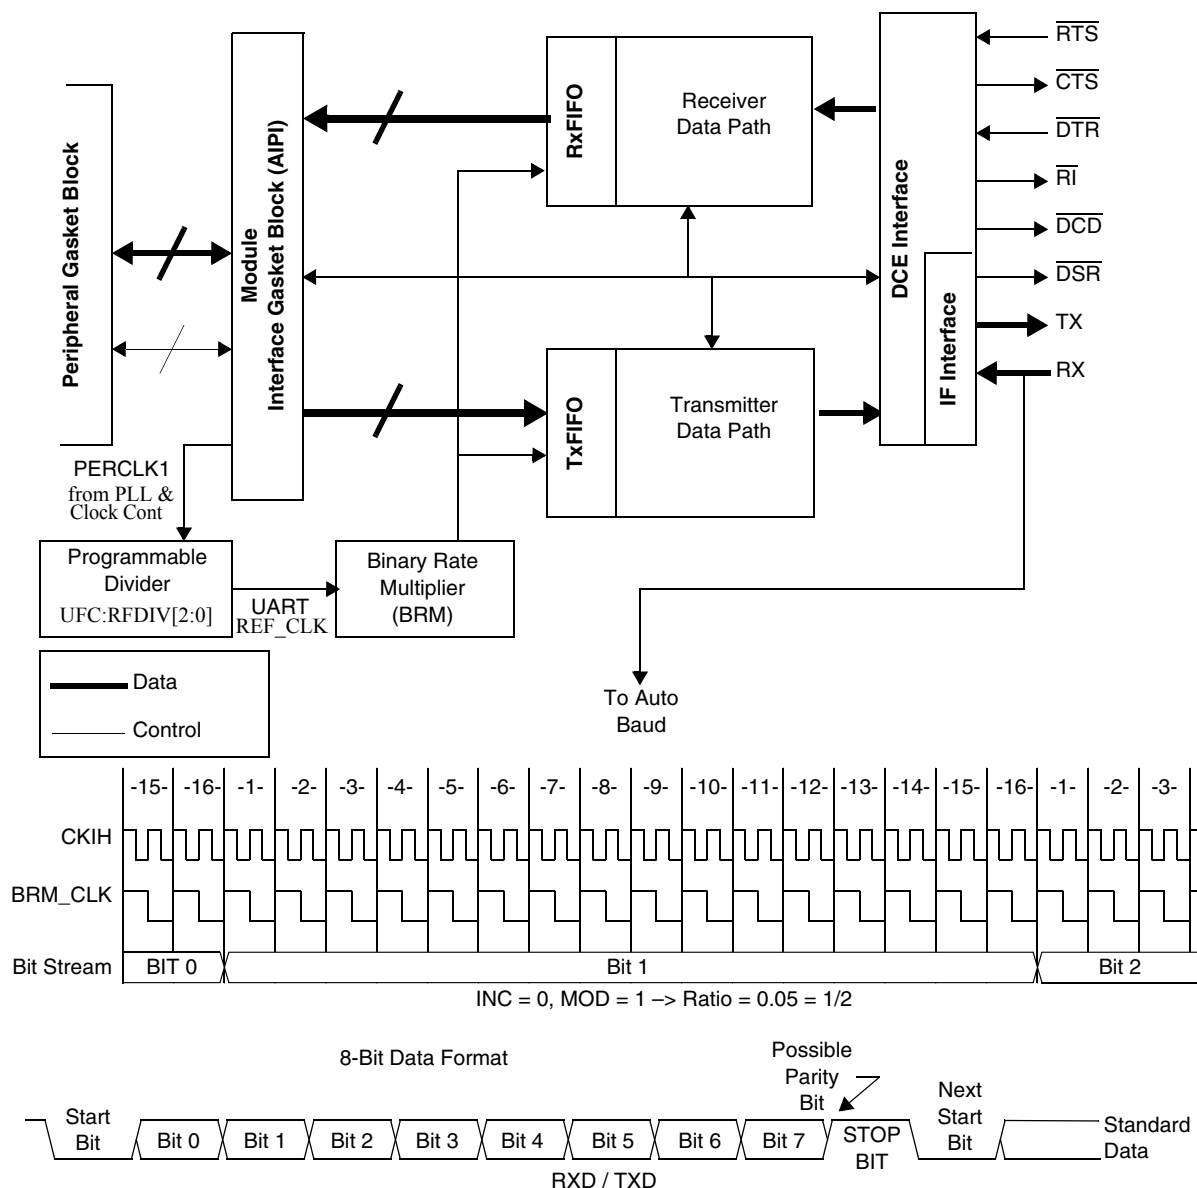 Peripheral Gasket Block
Module
Interface Gasket Block (AIPI)
RxFIFO
Receiver
Data Path
TxFIFO
Transmitter
Data Path
DCE Interface
IF Interface
RTS
CTS
DTR
RI
DCD
DSR
TX
RX
PERCLK1
from PLL &
Clock Cont
Programmable
Divider
UFC:RFDIV[2:0]
UART
REF_CLK
Binary Rate
Multiplier
(BRM)
To Auto
Baud
Data
Control
-15- -16- -1- -2- -3- -4- -5- -6- -7- -8- -9- -10- -11- -12- -13- -14- -15- -16- -1- -2- -3-
CKIH
BRM_CLK
Bit Stream BIT 0 Bit 1 Bit 2
INC = 0, MOD = 1 –> Ratio = 0.05 = 1/2
8-Bit Data Format
Possible
Parity
Bit
Next
Start
Bit
Start
Bit
Bit 0 Bit 1 Bit 2 Bit 3 Bit 4 Bit 5 Bit 6 Bit 7
STOP
BIT
Standard
Data
RXD / TXD